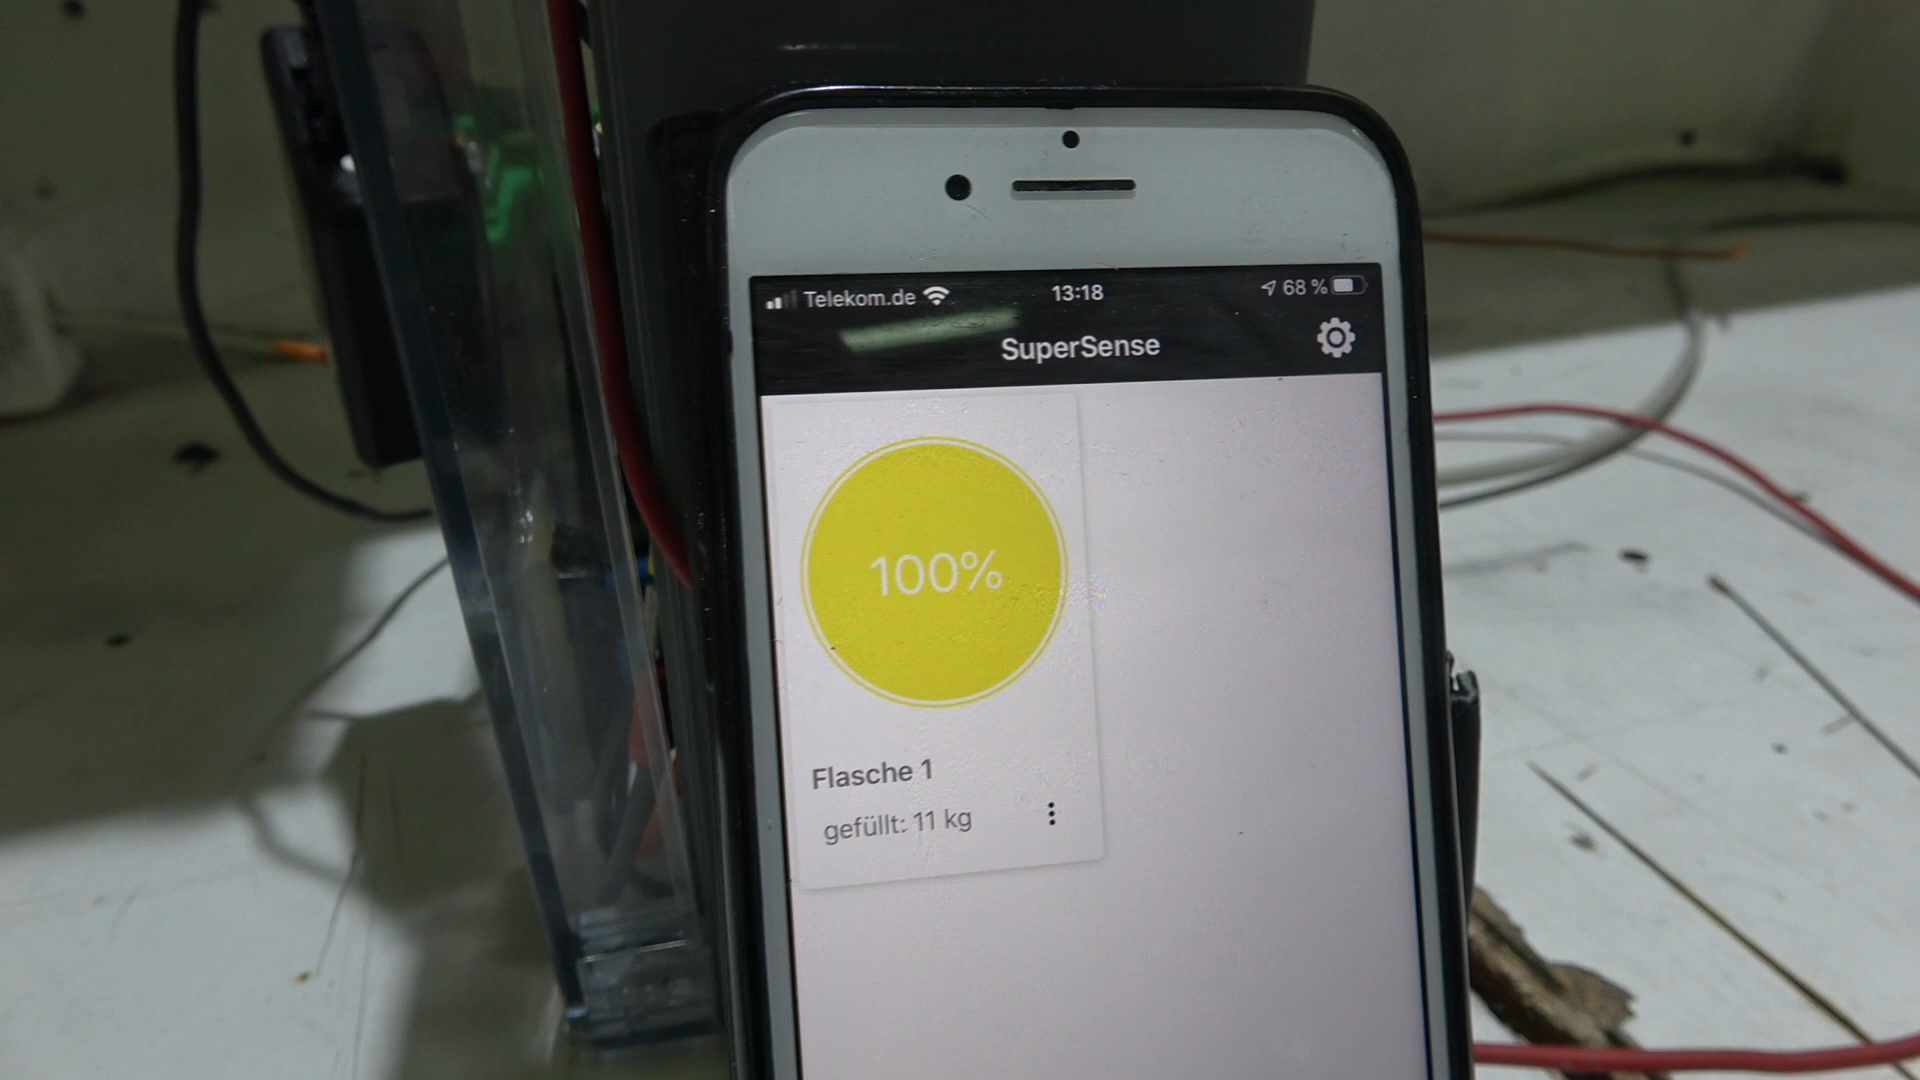 Telekom.de 13:18 68 %
SuperSense
100%
Flasche 1
gefüllt: 11 kg